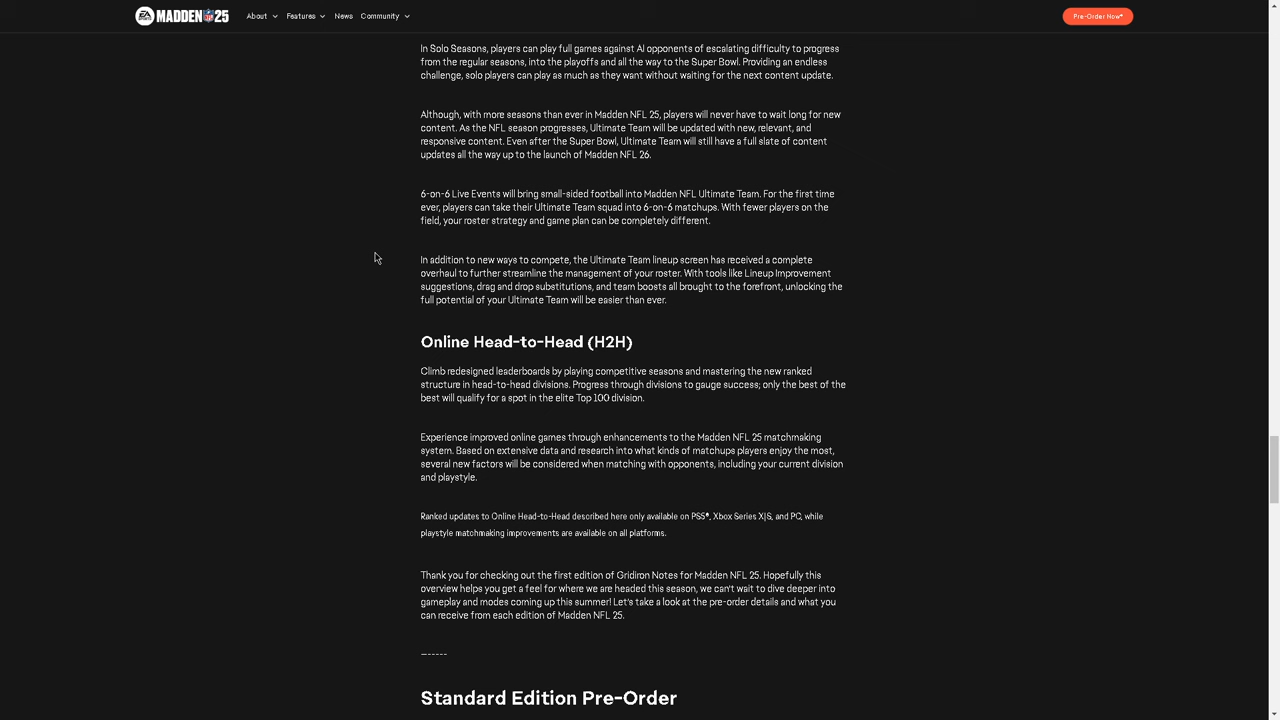 EA SPORTS MADDEN NFL 25 About Features News Community Pre-Order Now*
In Solo Seasons, players can play full games against AI opponents of escalating difficulty to progress
from the regular seasons, into the playoffs and all the way to the Super Bowl. Providing an endless
challenge, solo players can play as much as they want without waiting for the next content update.
Although, with more seasons than ever in Madden NFL 25, players will never have to wait long for new
content. As the NFL season progresses, Ultimate Team will be updated with new, relevant, and
responsive content. Even after the Super Bowl, Ultimate Team will still have a full slate of content
updates all the way up to the launch of Madden NFL 26.
6-on-6 Live Events will bring small-sided football into Madden NFL Ultimate Team. For the first time
ever, players can take their Ultimate Team squad into 6-on-6 matchups. With fewer players on the
field, your roster strategy and game plan can be completely different.
In addition to new ways to compete, the Ultimate Team lineup screen has received a complete
overhaul to further streamline the management of your roster. With tools like Lineup Improvement
suggestions, drag and drop substitutions, and team boosts all brought to the forefront, unlocking the
full potential of your Ultimate Team will be easier than ever.
Online Head-to-Head (H2H)
Climb redesigned leaderboards by playing competitive seasons and mastering the new ranked
structure in head-to-head divisions. Progress through divisions to gauge success; only the best of the
best will qualify for a spot in the elite Top 100 division.
Experience improved online games through enhancements to the Madden NFL 25 matchmaking
system. Based on extensive data and research into what kinds of matchups players enjoy the most,
several new factors will be considered when matching with opponents, including your current division
and playstyle.
Ranked updates to Online Head-to-Head described here only available on PS5®, Xbox Series X|S, and PC, while
playstyle matchmaking improvements are available on all platforms.
Thank you for checking out the first edition of Gridiron Notes for Madden NFL 25. Hopefully this
overview helps you get a feel for where we are headed this season, we can't wait to dive deeper into
gameplay and modes coming up this summer! Let's take a look at the pre-order details and what you
can receive from each edition of Madden NFL 25.
—-----
Standard Edition Pre-Order